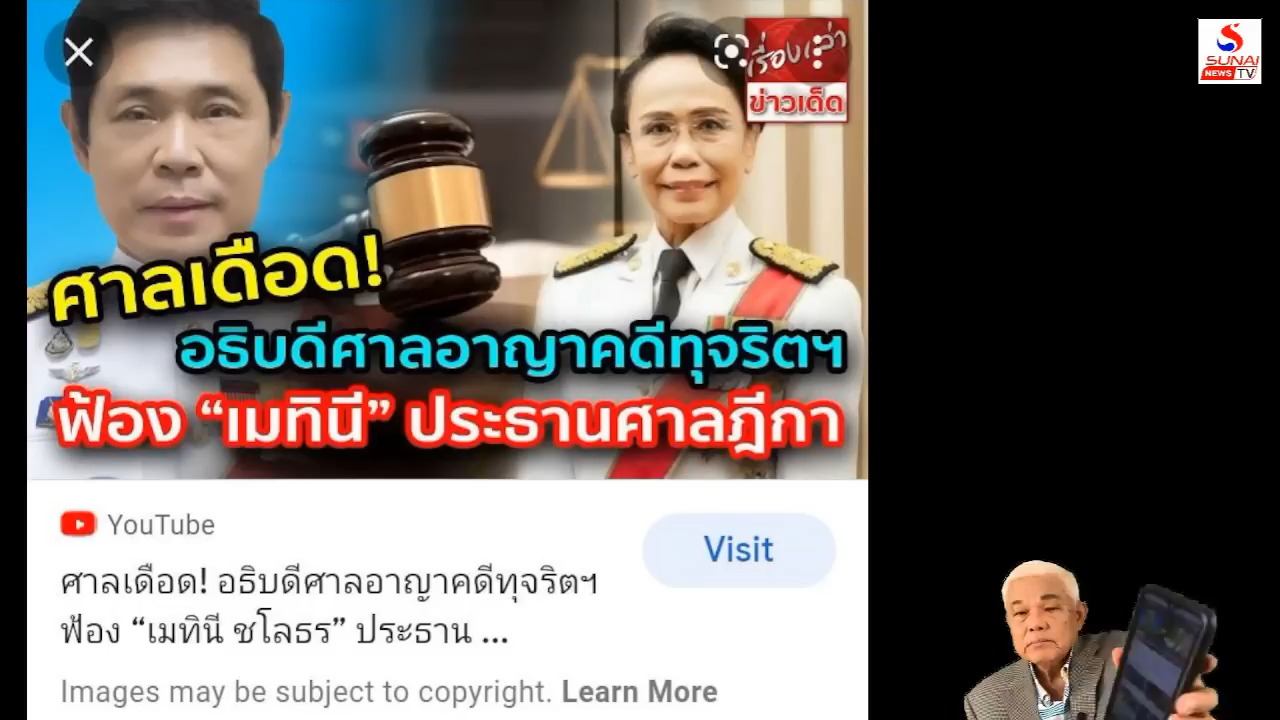 เรื่องเล่า
ข่าวเด็ด
SUNAI
NEWS TV
ศาลเดือด!
อธิบดีศาลอาญาคดีทุจริตฯ
ฟ้อง “เมทินี” ประธานศาลฎีกา
YouTube
Visit
ศาลเดือด! อธิบดีศาลอาญาคดีทุจริตฯ
ฟ้อง “เมทินี ชโลธร” ประธาน ...
Images may be subject to copyright. Learn More